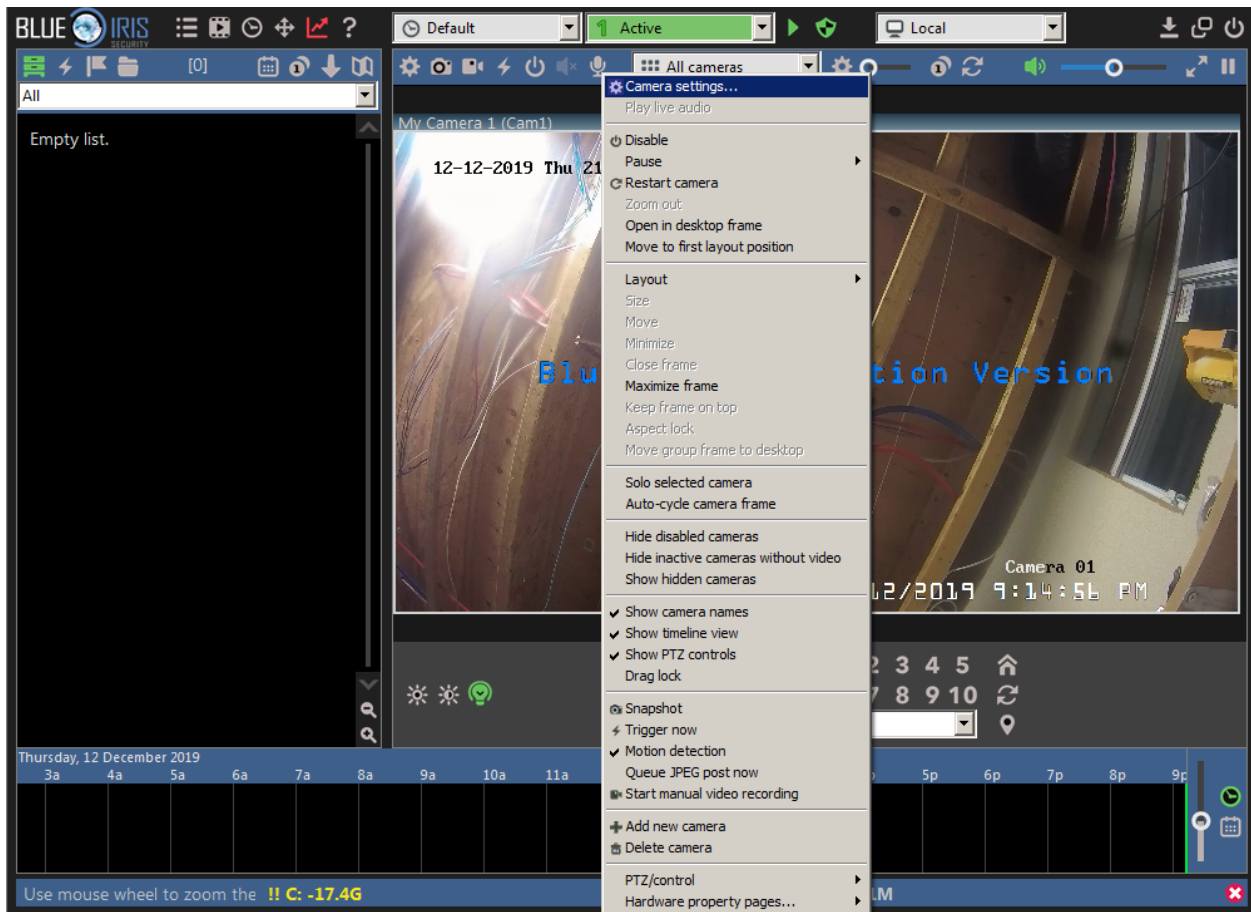 BLUE IRIS
SECURITY
?
Default
1 Active
Local
[0]
All cameras
All
Empty list.
My Camera 1 (Cam1)
12-12-2019 Thu 21
Blu
tion Version
Camera 01
12/2019 9:14:56 PM
Camera settings...
Play live audio
Disable
Pause
Restart camera
Zoom out
Open in desktop frame
Move to first layout position
Layout
Size
Move
Minimize
Close frame
Maximize frame
Keep frame on top
Aspect lock
Move group frame to desktop
Solo selected camera
Auto-cycle camera frame
Hide disabled cameras
Hide inactive cameras without video
Show hidden cameras
Show camera names
Show timeline view
Show PTZ controls
Drag lock
Snapshot
Trigger now
Motion detection
Queue JPEG post now
Start manual video recording
Add new camera
Delete camera
PTZ/control
Hardware property pages...
2 3 4 5
7 8 9 10
Thursday, 12 December 2019
3a 4a 5a 6a 7a 8a 9a 10a 11a 5p 6p 7p 8p 9p
Use mouse wheel to zoom the !! C: -17.4G